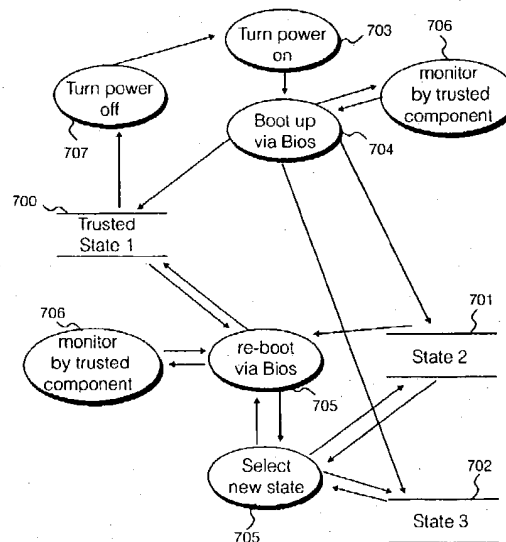 Turn power
on
703
706
monitor
by trusted
component
Turn power
off
707
Boot up
via Bios
704
700
Trusted
State 1
706
monitor
by trusted
component
re-boot
via Bios
705
701
State 2
Select
new state
705
702
State 3